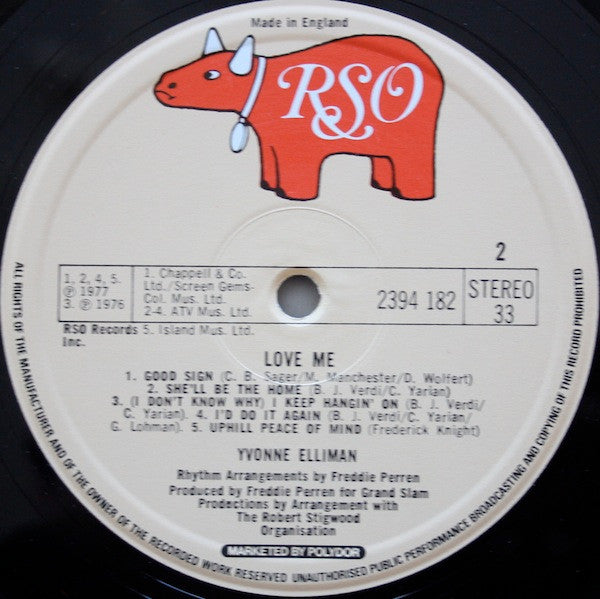 Made in England
RSO
2
1, 2, 4, 5.
℗ 1977
3. ℗ 1976
RSO Records
Inc.
1. Chappell & Co.
Ltd./Screen Gems-
Col. Mus. Ltd.
2-4. ATV Mus. Ltd.
5. Island Mus. Ltd.
2394 182
STEREO
33
LOVE ME
1. GOOD SIGN (C. B. Sager/M. Manchester/D. Wolfert)
2. SHE'LL BE THE HOME (B. J. Verdi/C. Yarian)
3. (I DON'T KNOW WHY) I KEEP HANGIN' ON (B. J. Verdi/
C. Yarian). 4. I'D DO IT AGAIN (B. J. Verdi/C. Yarian/
G. Lohman). 5. UPHILL PEACE OF MIND (Frederick Knight)
YVONNE ELLIMAN
Rhythm Arrangements by Freddie Perren
Produced by Freddie Perren for Grand Slam
Prodections by Arrangement with
The Robert Stigwood
Organisation
MARKETED BY POLYDOR
ALL RIGHTS OF THE MANUFACTURER AND OF THE OWNER OF THE RECORDED WORK RESERVED UNAUTHORISED PUBLIC PERFORMANCE BROADCASTING AND COPYING OF THIS RECORD PROHIBITED